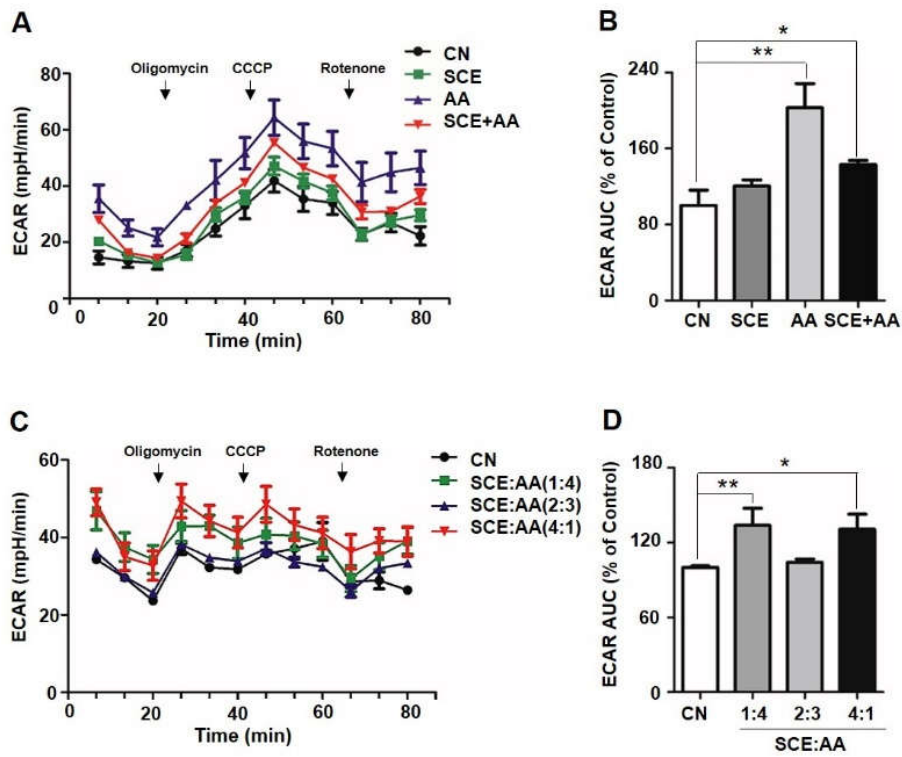 A
Oligomycin
CCCP
Rotenone
CN
SCE
AA
SCE+AA
ECAR (mpH/min)
80
60
40
20
0
0
20
40
60
80
Time (min)
B
*
**
ECAR AUC (% of Control)
240
160
80
0
CN
SCE
AA
SCE+AA
C
Oligomycin
CCCP
Rotenone
CN
SCE:AA(1:4)
SCE:AA(2:3)
SCE:AA(4:1)
ECAR (mpH/min)
60
40
20
0
0
20
40
60
80
Time (min)
D
*
**
ECAR AUC (% of Control)
180
120
60
0
CN
1:4
2:3
4:1
SCE:AA